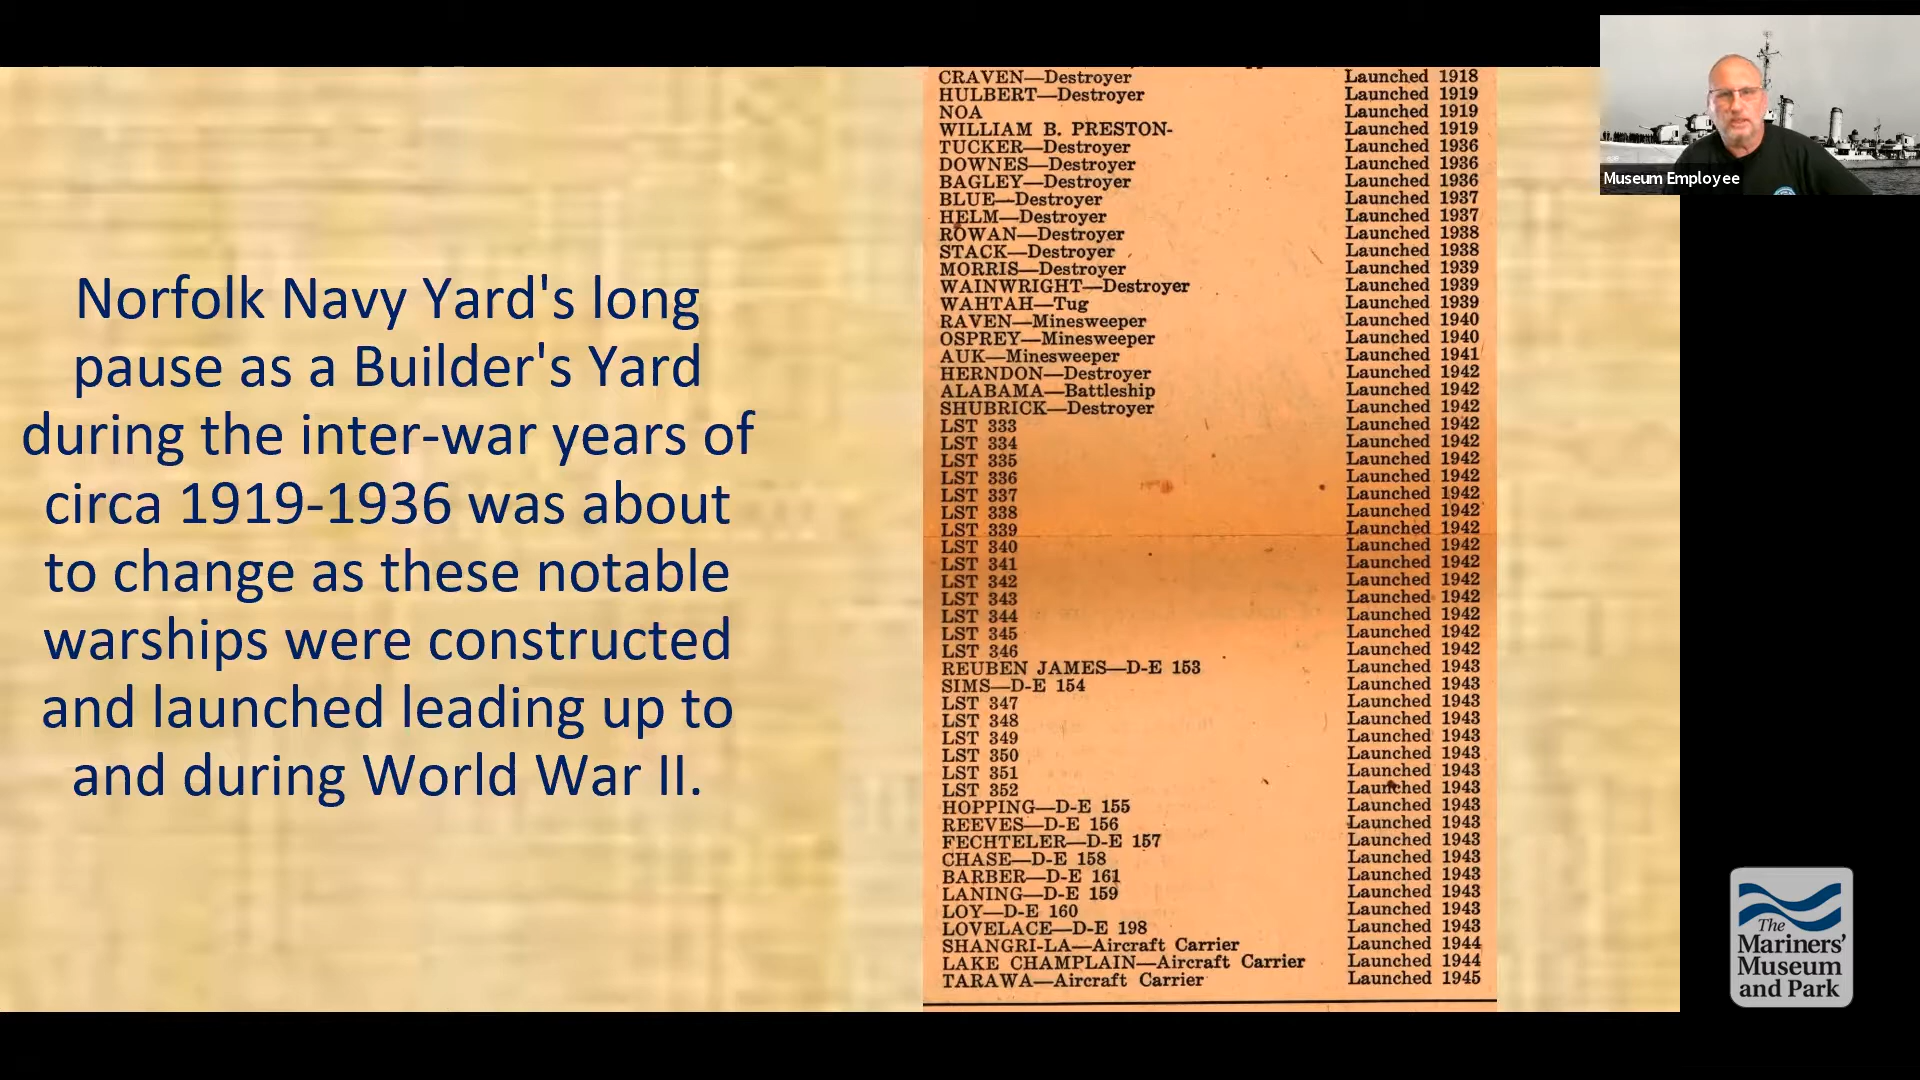 Norfolk Navy Yard's long
pause as a Builder's Yard
during the inter-war years of
circa 1919-1936 was about
to change as these notable
warships were constructed
and launched leading up to
and during World War II.
CRAVEN—Destroyer Launched 1918
HULBERT—Destroyer Launched 1919
NOA Launched 1919
WILLIAM B. PRESTON- Launched 1919
TUCKER—Destroyer Launched 1936
DOWNES—Destroyer Launched 1936
BAGLEY—Destroyer Launched 1936
BLUE—Destroyer Launched 1937
HELM—Destroyer Launched 1937
ROWAN—Destroyer Launched 1938
STACK—Destroyer Launched 1938
MORRIS—Destroyer Launched 1939
WAINWRIGHT—Destroyer Launched 1939
WAHTAH—Tug Launched 1939
RAVEN—Minesweeper Launched 1940
OSPREY—Minesweeper Launched 1940
AUK—Minesweeper Launched 1941
HERNDON—Destroyer Launched 1942
ALABAMA—Battleship Launched 1942
SHUBRICK—Destroyer Launched 1942
LST 333 Launched 1942
LST 334 Launched 1942
LST 335 Launched 1942
LST 336 Launched 1942
LST 337 Launched 1942
LST 338 Launched 1942
LST 339 Launched 1942
LST 340 Launched 1942
LST 341 Launched 1942
LST 342 Launched 1942
LST 343 Launched 1942
LST 344 Launched 1942
LST 345 Launched 1942
LST 346 Launched 1942
REUBEN JAMES—D-E 153 Launched 1943
SIMS—D-E 154 Launched 1943
LST 347 Launched 1943
LST 348 Launched 1943
LST 349 Launched 1943
LST 350 Launched 1943
LST 351 Launched 1943
LST 352 Launched 1943
HOPPING—D-E 155 Launched 1943
REEVES—D-E 156 Launched 1943
FECHTELER—D-E 157 Launched 1943
CHASE—D-E 158 Launched 1943
BARBER—D-E 161 Launched 1943
LANING—D-E 159 Launched 1943
LOY—D-E 160 Launched 1943
LOVELACE—D-E 198 Launched 1943
SHANGRI-LA—Aircraft Carrier Launched 1944
LAKE CHAMPLAIN—Aircraft Carrier Launched 1944
TARAWA—Aircraft Carrier Launched 1945
Museum Employee
The
Mariners'
Museum
and Park